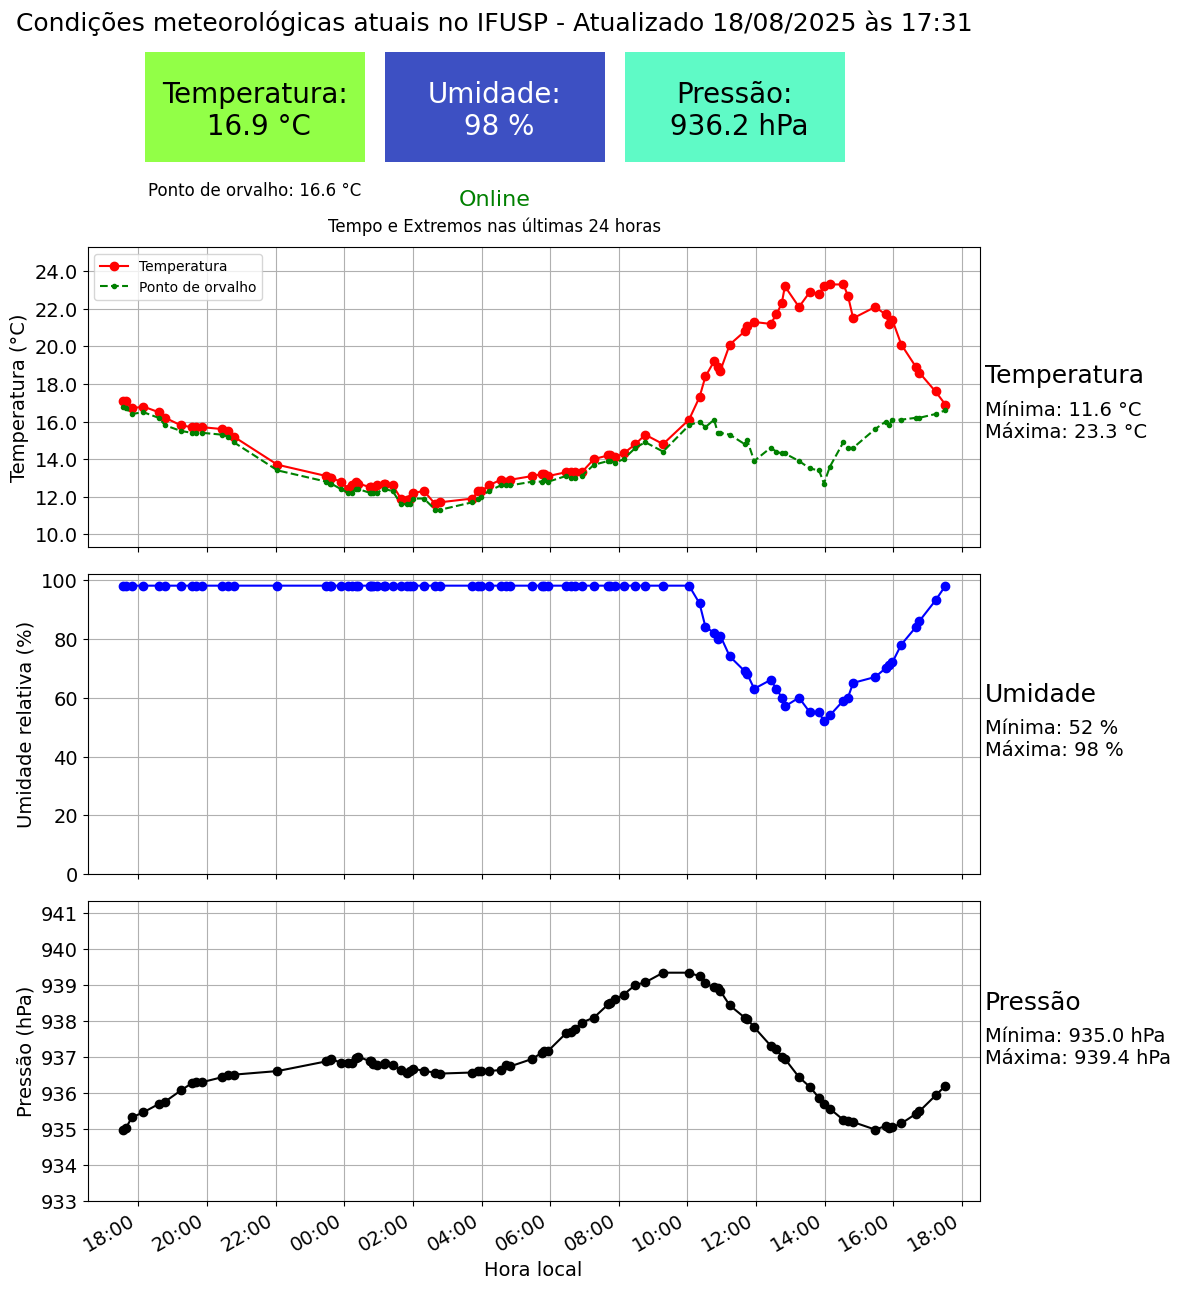 Condições meteorológicas atuais no IFUSP - Atualizado 18/08/2025 às 17:31
Temperatura:
16.9 °C
Umidade:
98 %
Pressão:
936.2 hPa
Ponto de orvalho: 16.6 °C
Online
Tempo e Extremos nas últimas 24 horas
Temperatura
Ponto de orvalho
Temperatura (°C)
24.0
22.0
20.0
18.0
16.0
14.0
12.0
10.0
Temperatura
Mínima: 11.6 °C
Máxima: 23.3 °C
Umidade relativa (%)
100
80
60
40
20
0
Umidade
Mínima: 52 %
Máxima: 98 %
Pressão (hPa)
941
940
939
938
937
936
935
934
933
Pressão
Mínima: 935.0 hPa
Máxima: 939.4 hPa
18:00 20:00 22:00 00:00 02:00 04:00 06:00 08:00 10:00 12:00 14:00 16:00 18:00
Hora local